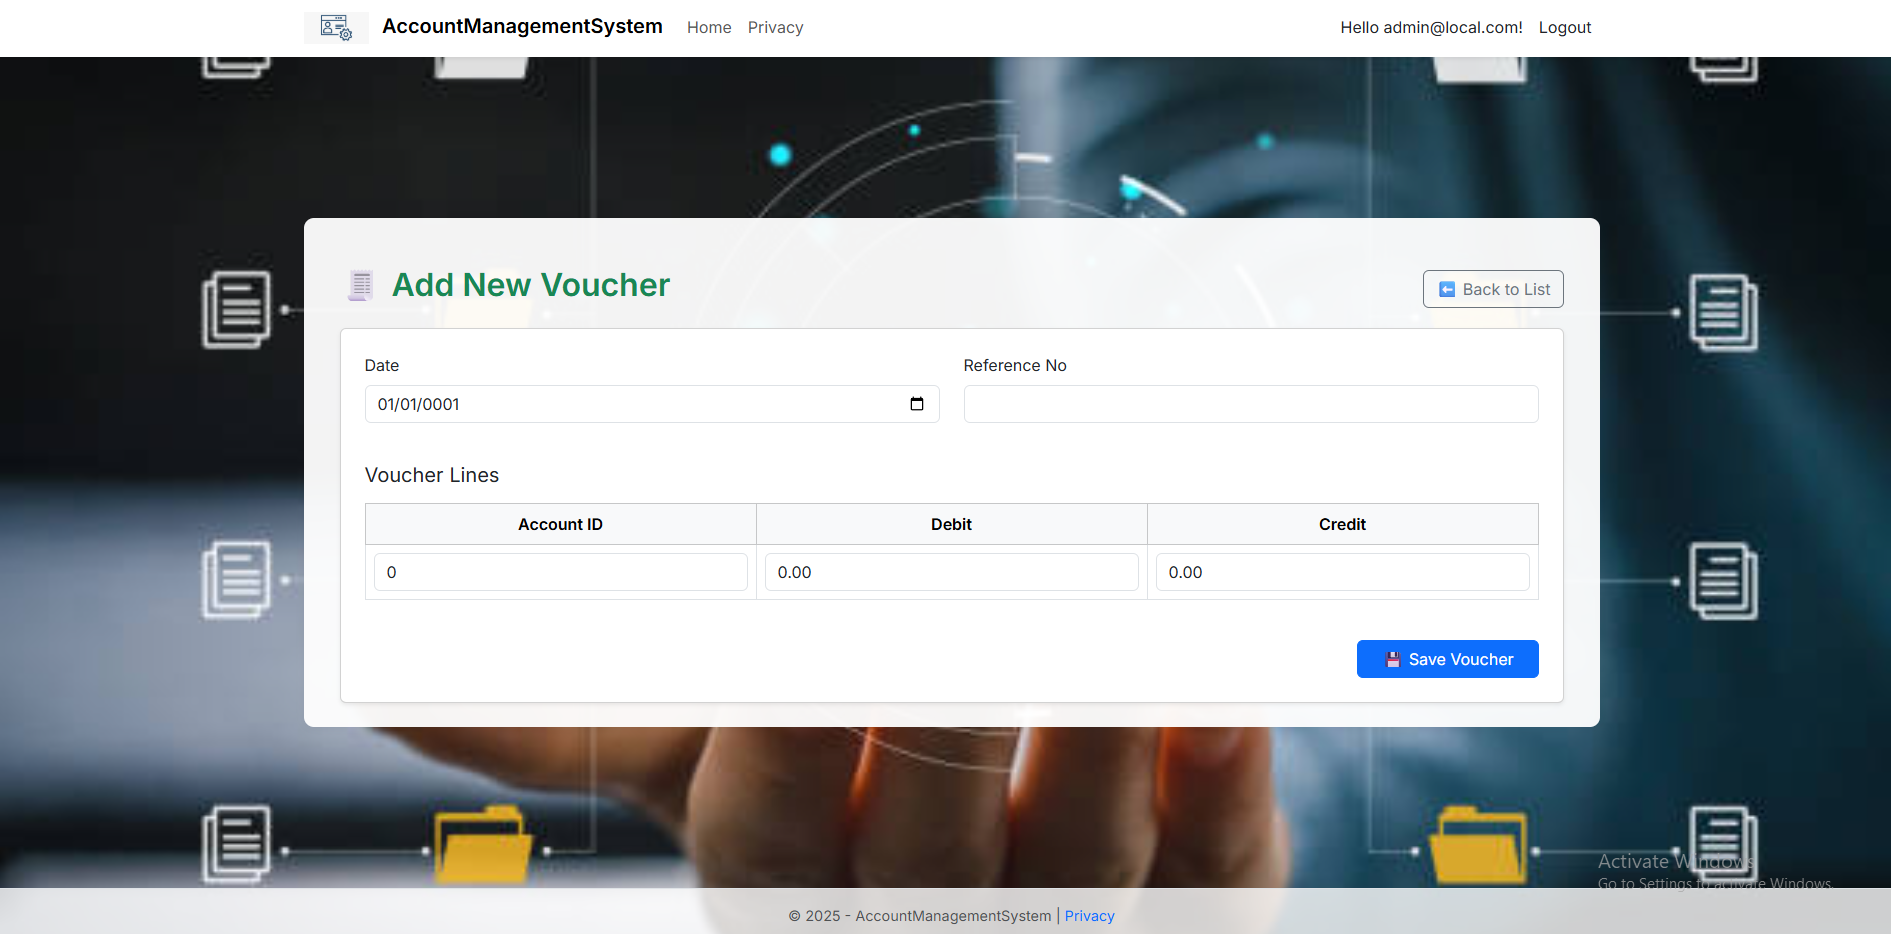 AccountManagementSystem Home Privacy Hello admin@local.com! Logout
Add New Voucher
Back to List
Date Reference No
01/01/0001
Voucher Lines
Account ID Debit Credit
0 0.00 0.00
Save Voucher
Activate Windows
Go to Settings to activate Windows.
© 2025 - AccountManagementSystem | Privacy